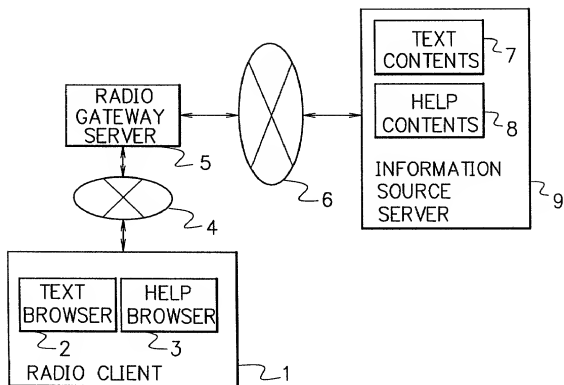 TEXT
CONTENTS
7
HELP
CONTENTS
8
INFORMATION
SOURCE
SERVER
9
RADIO
GATEWAY
SERVER
5
6
4
TEXT
BROWSER
2
HELP
BROWSER
3
RADIO CLIENT
1